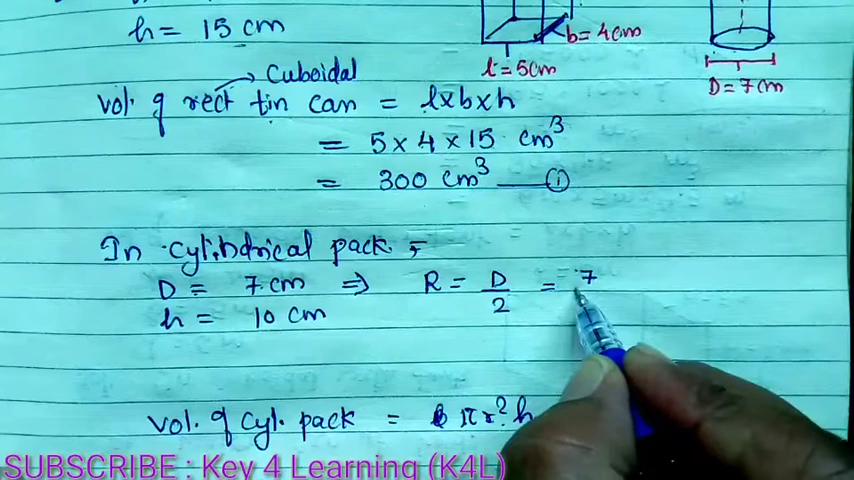 h = 15 cm
b = 4cm
l = 5cm
D = 7cm
Cuboidal
Vol. of rect tin can = l×b×h
= 5×4×15 cm³
= 300 cm³ —— ①
In cylindrical pack,
D = 7cm ⇒ R = D/2 = 7
h = 10 cm
Vol. of cyl. pack = πr²h
SUBSCRIBE : Key 4 Learning (K4L)